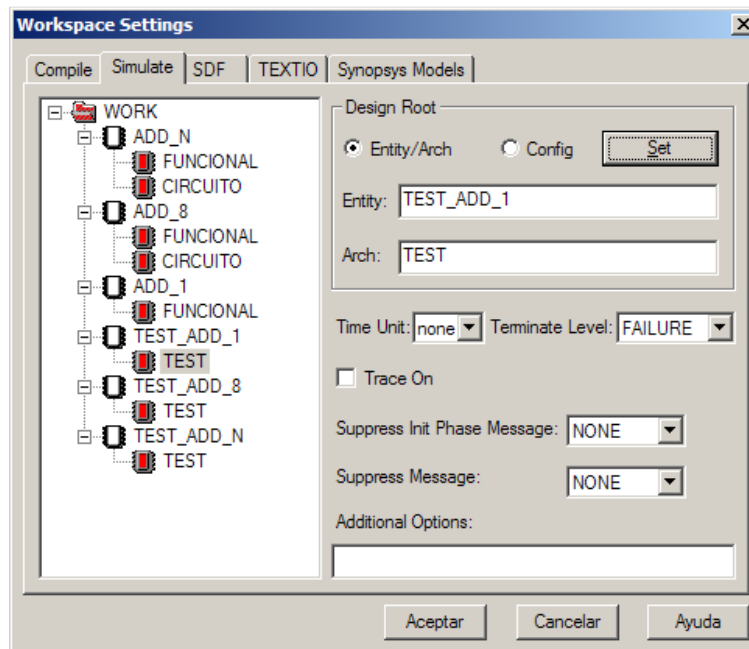 Workspace Settings
Compile Simulate SDF TEXTIO Synopsys Models
WORK
ADD_N
FUNCIONAL
CIRCUITO
ADD_8
FUNCIONAL
CIRCUITO
ADD_1
FUNCIONAL
TEST_ADD_1
TEST
TEST_ADD_8
TEST
TEST_ADD_N
TEST
Design Root
Entity/Arch Config Set
Entity: TEST_ADD_1
Arch: TEST
Time Unit: none Terminate Level: FAILURE
Trace On
Suppress Init Phase Message: NONE
Suppress Message: NONE
Additional Options:
Aceptar Cancelar Ayuda